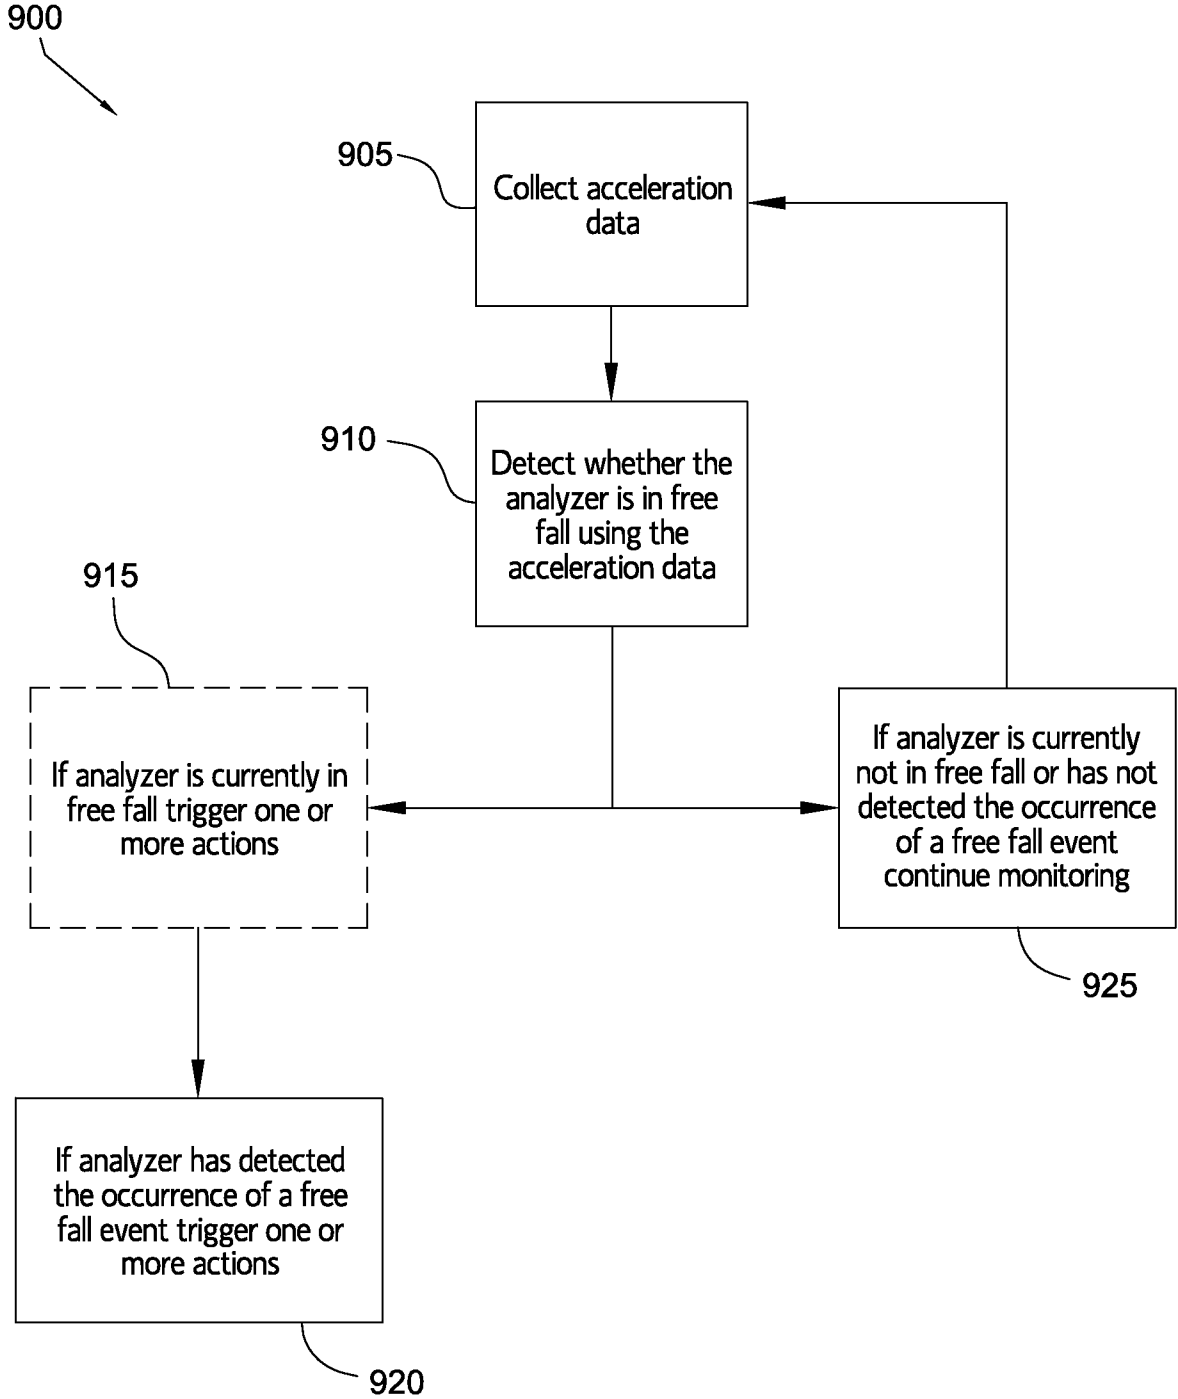 900
905
Collect acceleration
data
910
Detect whether the
analyzer is in free
fall using the
acceleration data
915
If analyzer is currently in
free fall trigger one or
more actions
If analyzer is currently
not in free fall or has not
detected the occurrence
of a free fall event
continue monitoring
925
If analyzer has detected
the occurrence of a free
fall event trigger one or
more actions
920